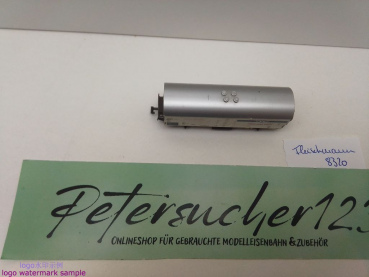 Fleischmann
8320
Petersucher123
ONLINESHOP FÜR GEBRAUCHTE MODELLEISENBAHN & ZUBEHÖR
logo watermark sample